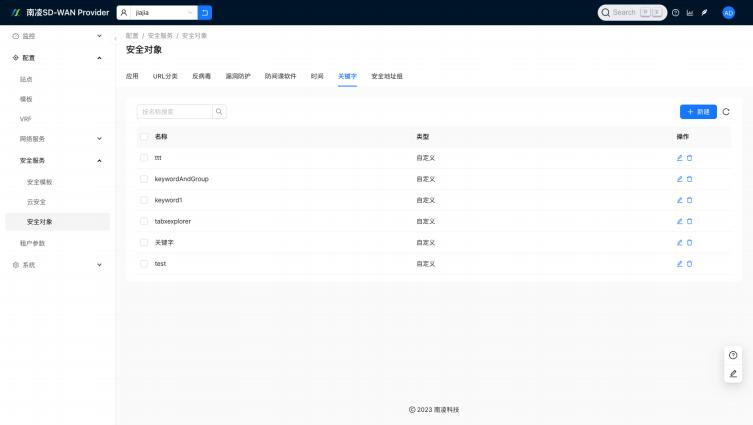 南凌SD-WAN Provider
jiajia
Search
AD
监控
配置
站点
模板
VRF
网络服务
安全服务
安全模板
云安全
安全对象
租户参数
系统
配置 / 安全服务 / 安全对象
安全对象
应用 URL分类 反病毒 漏洞防护 防间谍软件 时间 关键字 安全地址组
按名称搜索
+ 新建
名称 类型 操作
ttt 自定义
keywordAndGroup 自定义
keyword1 自定义
tabxexplorer 自定义
关键字 自定义
test 自定义
© 2023 南凌科技